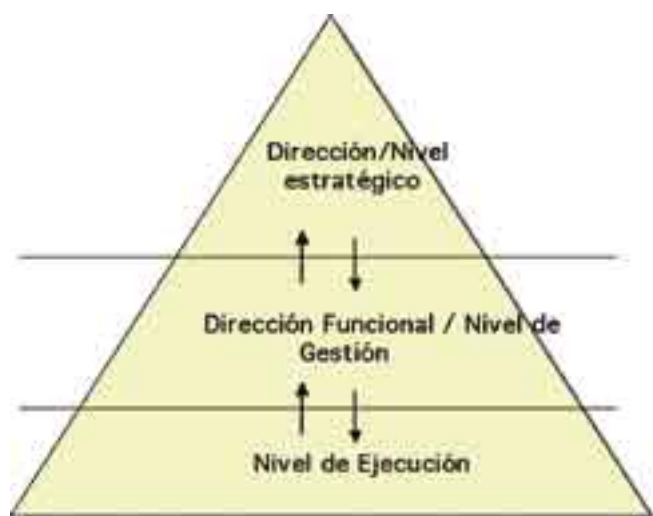 Dirección/Nivel
estratégico
Dirección Funcional / Nivel de
Gestión
Nivel de Ejecución